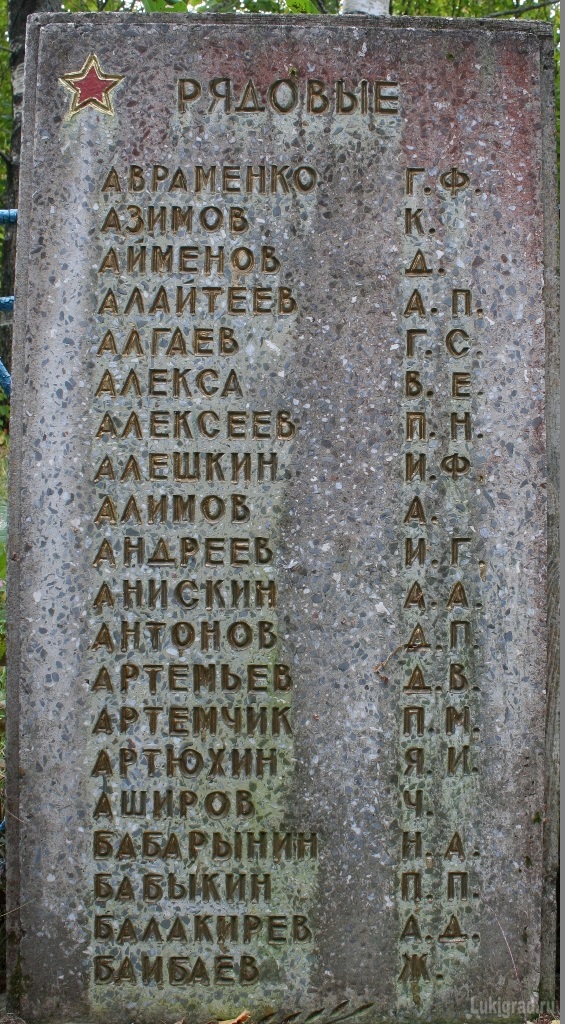 РЯДОВЫЕ
АВРАМЕНКО Г. Ф.
АЗИМОВ К.
АЙМЕНОВ Д.
АЛАЙТЕЕВ А. П.
АЛГАЕВ Г. С.
АЛЕКСА В. Е.
АЛЕКСЕЕВ П. Н.
АЛЕШКИН И. Ф.
АЛИМОВ А.
АНДРЕЕВ И. Г.
АНИСКИН А. А.
АНТОНОВ Д. П.
АРТЕМЬЕВ Д. В.
АРТЕМЧИК П. М.
АРТЮХИН Я. И.
АШИРОВ Ч.
БАБАРЫНИН Н. А.
БАБЫКИН П. П.
БАЛАКИРЕВ А. Д.
БАИБАЕВ Ж.
Lukigrad.ru